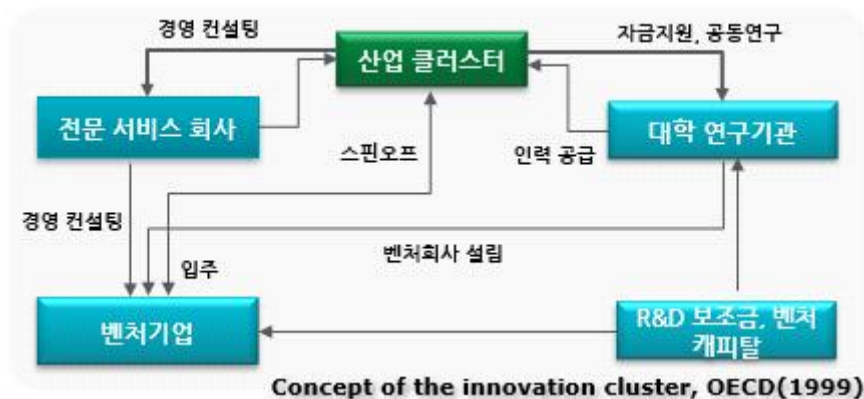 경영 컨설팅
산업 클러스터
자금지원, 공동연구
전문 서비스 회사
대학 연구기관
스핀오프
인력 공급
경영 컨설팅
벤처회사 설립
입주
벤처기업
R&D 보조금, 벤처
캐피탈
Concept of the innovation cluster, OECD(1999)